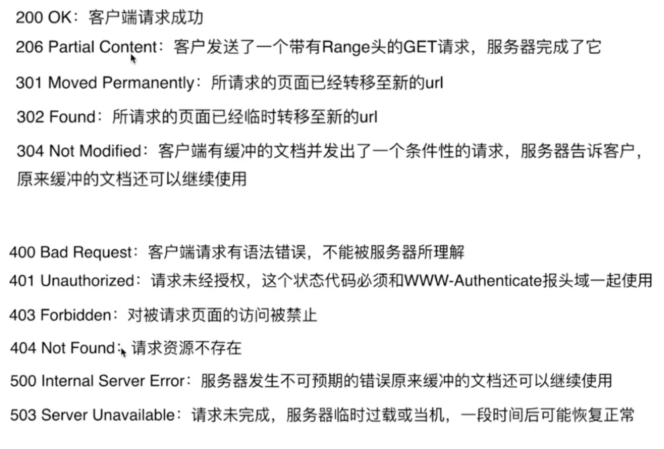 200 OK：客户端请求成功
206 Partial Content：客户发送了一个带有Range头的GET请求，服务器完成了它
301 Moved Permanently：所请求的页面已经转移至新的url
302 Found：所请求的页面已经临时转移至新的url
304 Not Modified：客户端有缓冲的文档并发出了一个条件性的请求，服务器告诉客户，
原来缓冲的文档还可以继续使用
400 Bad Request：客户端请求有语法错误，不能被服务器所理解
401 Unauthorized：请求未经授权，这个状态代码必须和WWW-Authenticate报头域一起使用
403 Forbidden：对被请求页面的访问被禁止
404 Not Found：请求资源不存在
500 Internal Server Error：服务器发生不可预期的错误原来缓冲的文档还可以继续使用
503 Server Unavailable：请求未完成，服务器临时过载或当机，一段时间后可能恢复正常